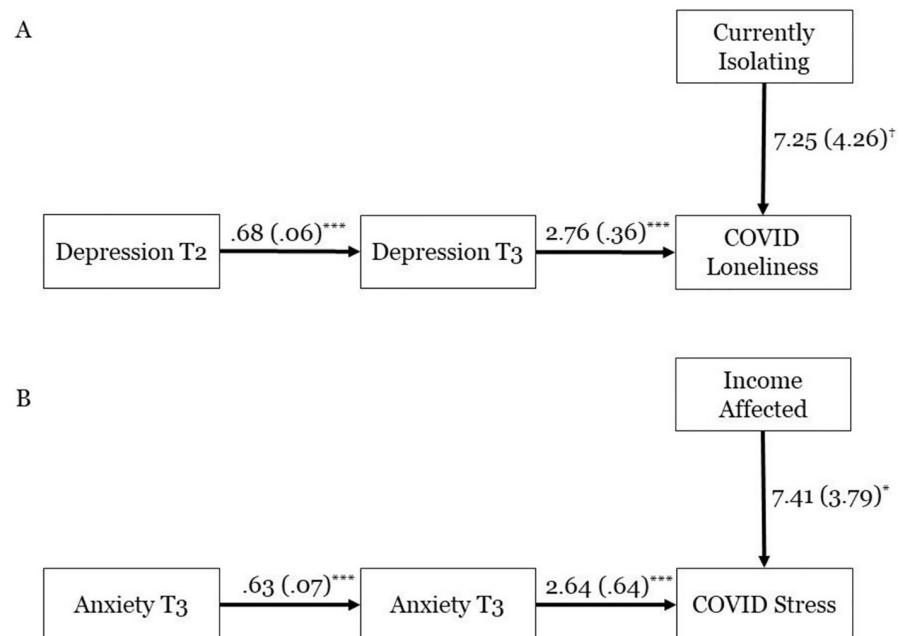 A
Currently
Isolating
7.25 (4.26)†
Depression T2
.68 (.06)***
Depression T3
2.76 (.36)***
COVID
Loneliness
B
Income
Affected
7.41 (3.79)*
Anxiety T3
.63 (.07)***
Anxiety T3
2.64 (.64)***
COVID Stress